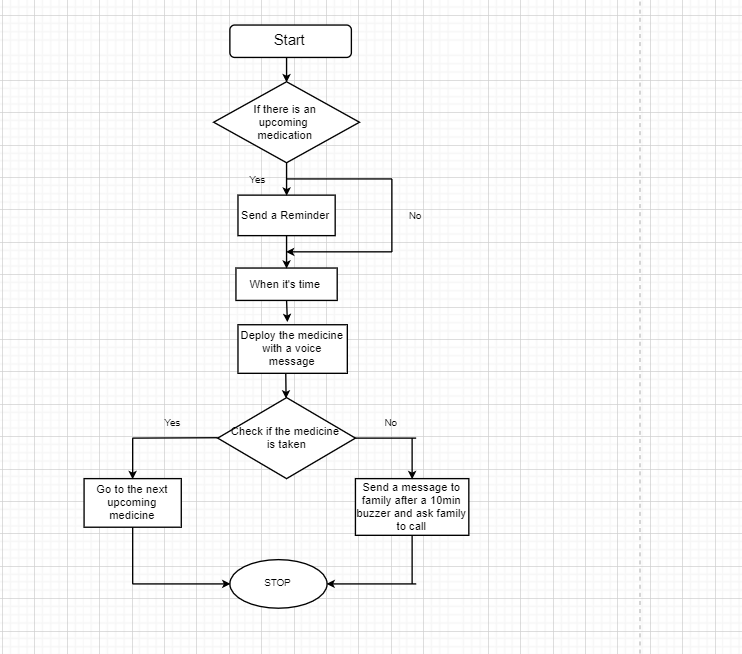 Start
If there is an
upcoming
medication
Yes
Send a Reminder
No
When it's time
Deploy the medicine
with a voice
message
Yes
No
Check if the medicine
is taken
Go to the next
upcoming
medicine
Send a message to
family after a 10min
buzzer and ask family
to call
STOP